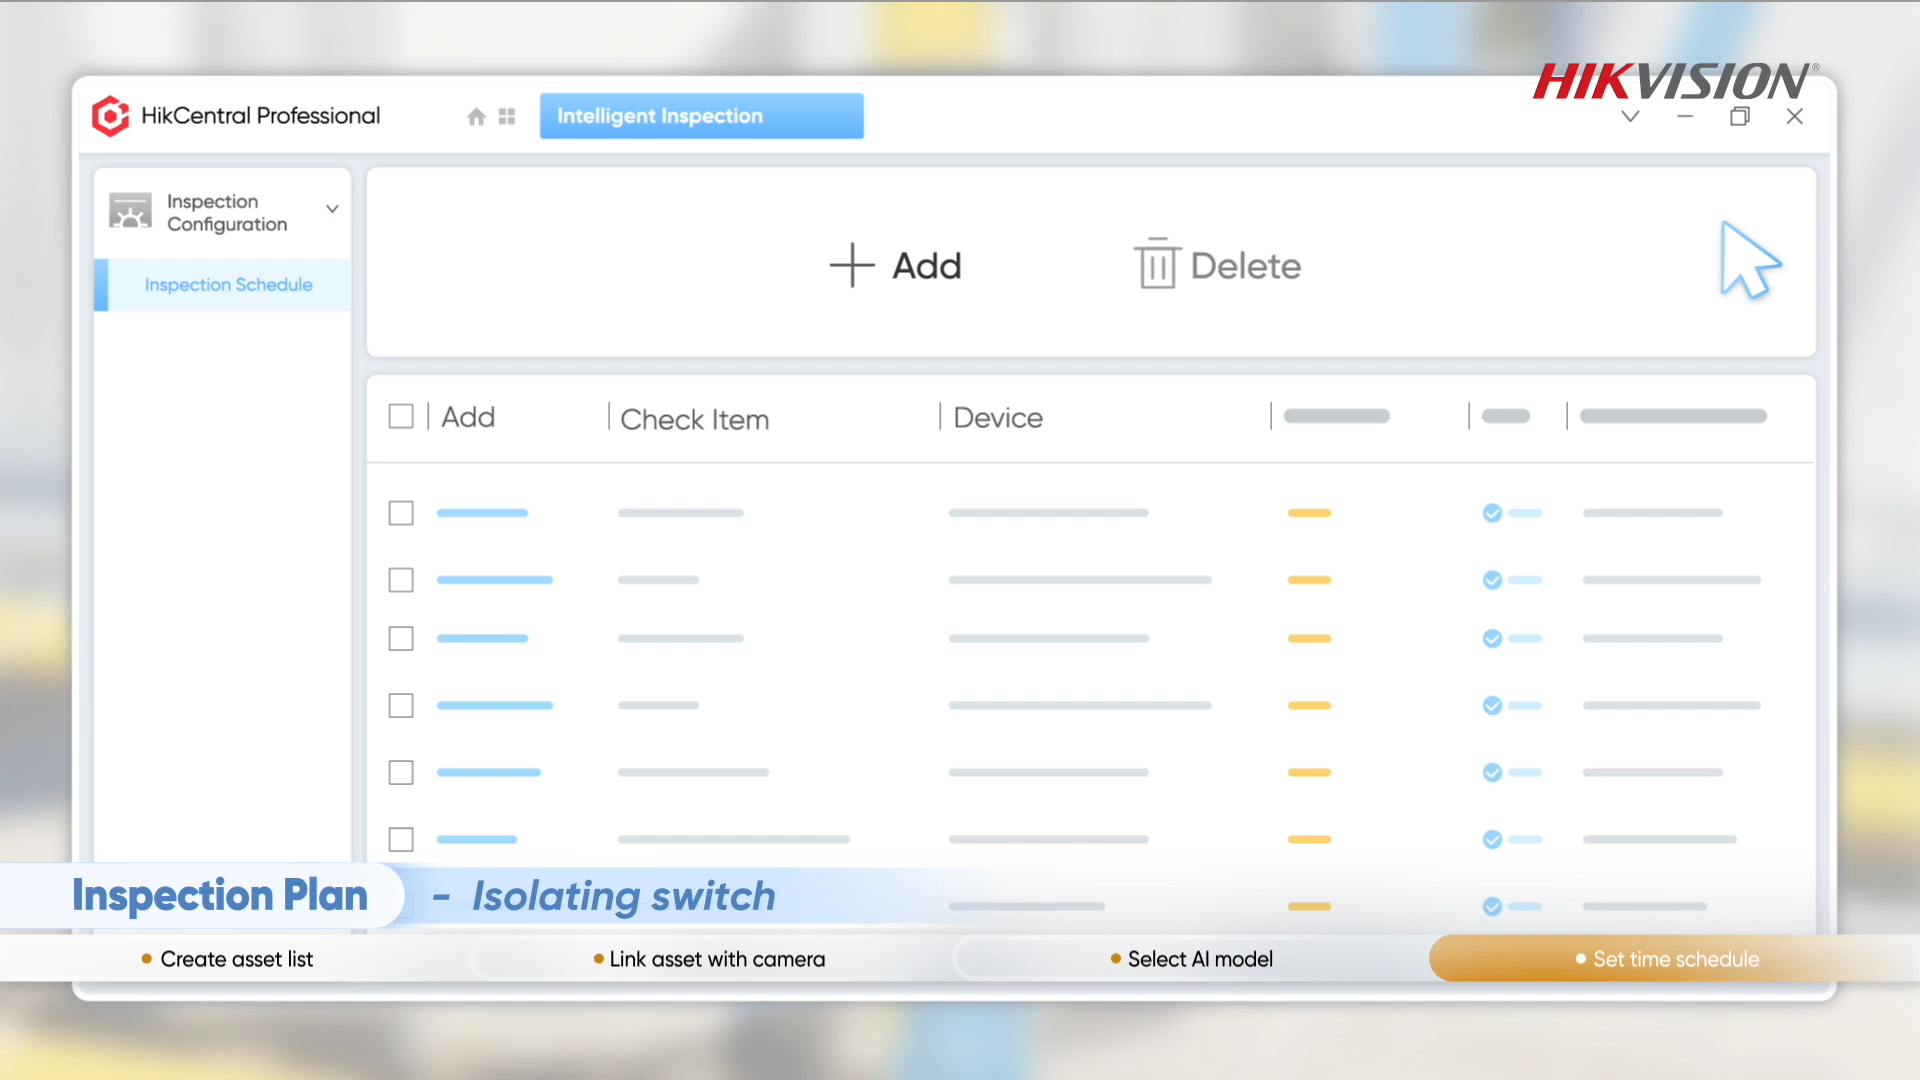 HIKVISION®
HikCentral Professional
Intelligent Inspection
Inspection
Configuration
Inspection Schedule
Add
Delete
Add
Check Item
Device
Inspection Plan
- Isolating switch
Create asset list
Link asset with camera
Select AI model
Set time schedule